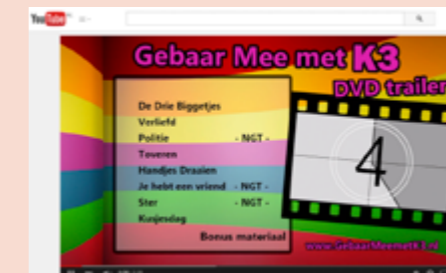 YouTube
Gebaar Mee met K3
DVD trailer
De Drie Biggetjes
Verliefd
Politie - NGT -
Toveren
Handjes Draaien
Je hebt een vriend - NGT -
Ster - NGT -
Kusjesdag
Bonus materiaal
4
www.GebaarMeemetK3.nl